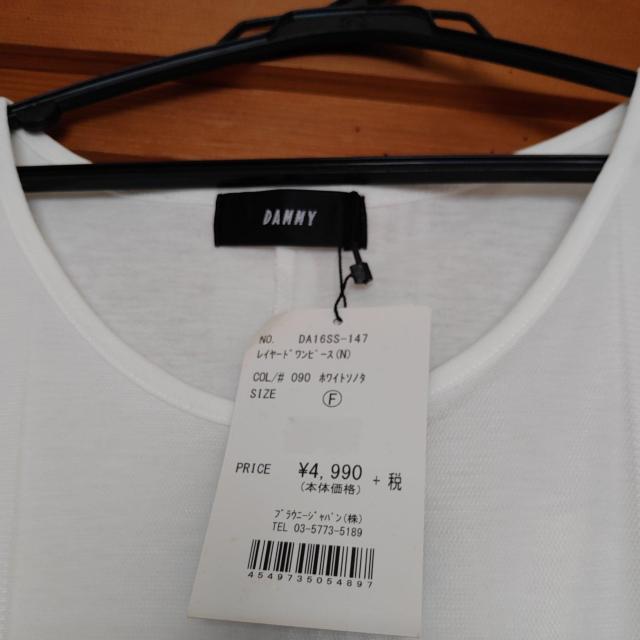 DANNY
NO. DA16SS-147
ﾚｲﾔｰﾄﾞﾜﾝﾋﾟｰｽ(N)
COL/# 090 ﾎﾜｲﾄｿﾉﾀ
SIZE Ⓕ
PRICE ¥4,990 + 税
(本体価格)
ﾌﾞﾗｳﾆｰｼﾞｬﾊﾟﾝ(株)
TEL 03-5773-5189
4549735054897